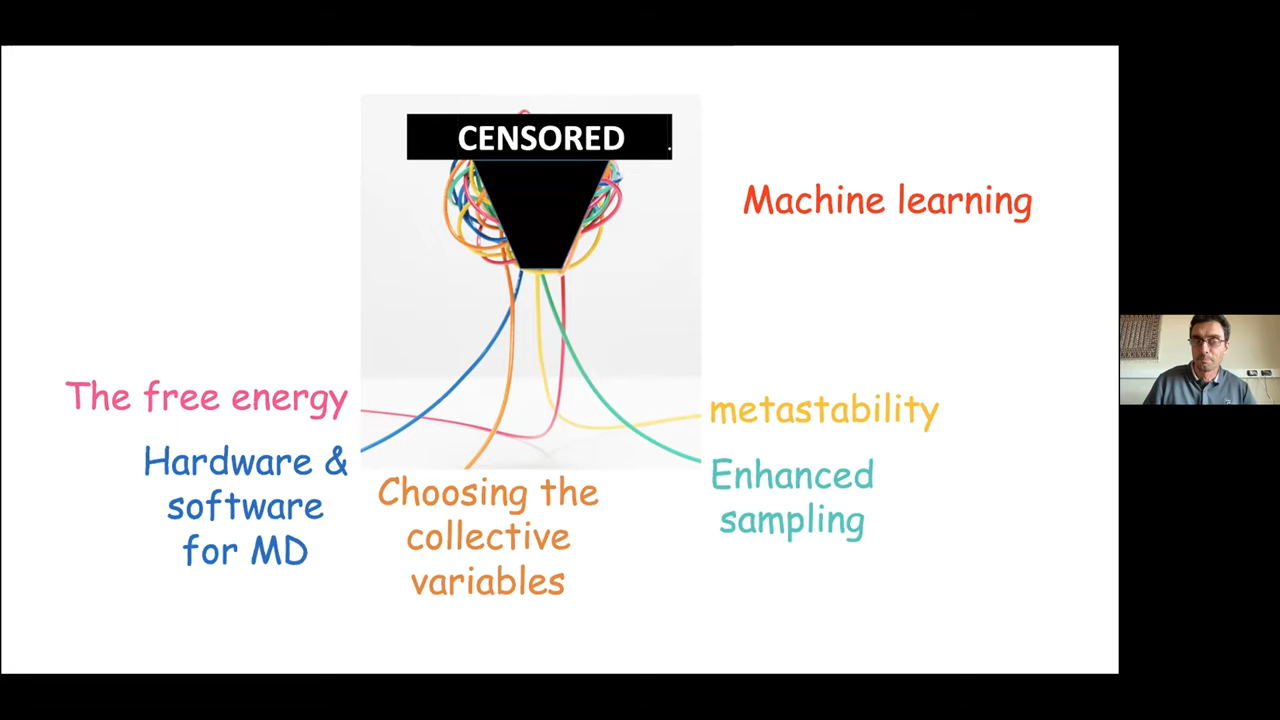 CENSORED
.
Machine learning
The free energy
metastability
Hardware &
software
for MD
Choosing the
collective
variables
Enhanced
sampling